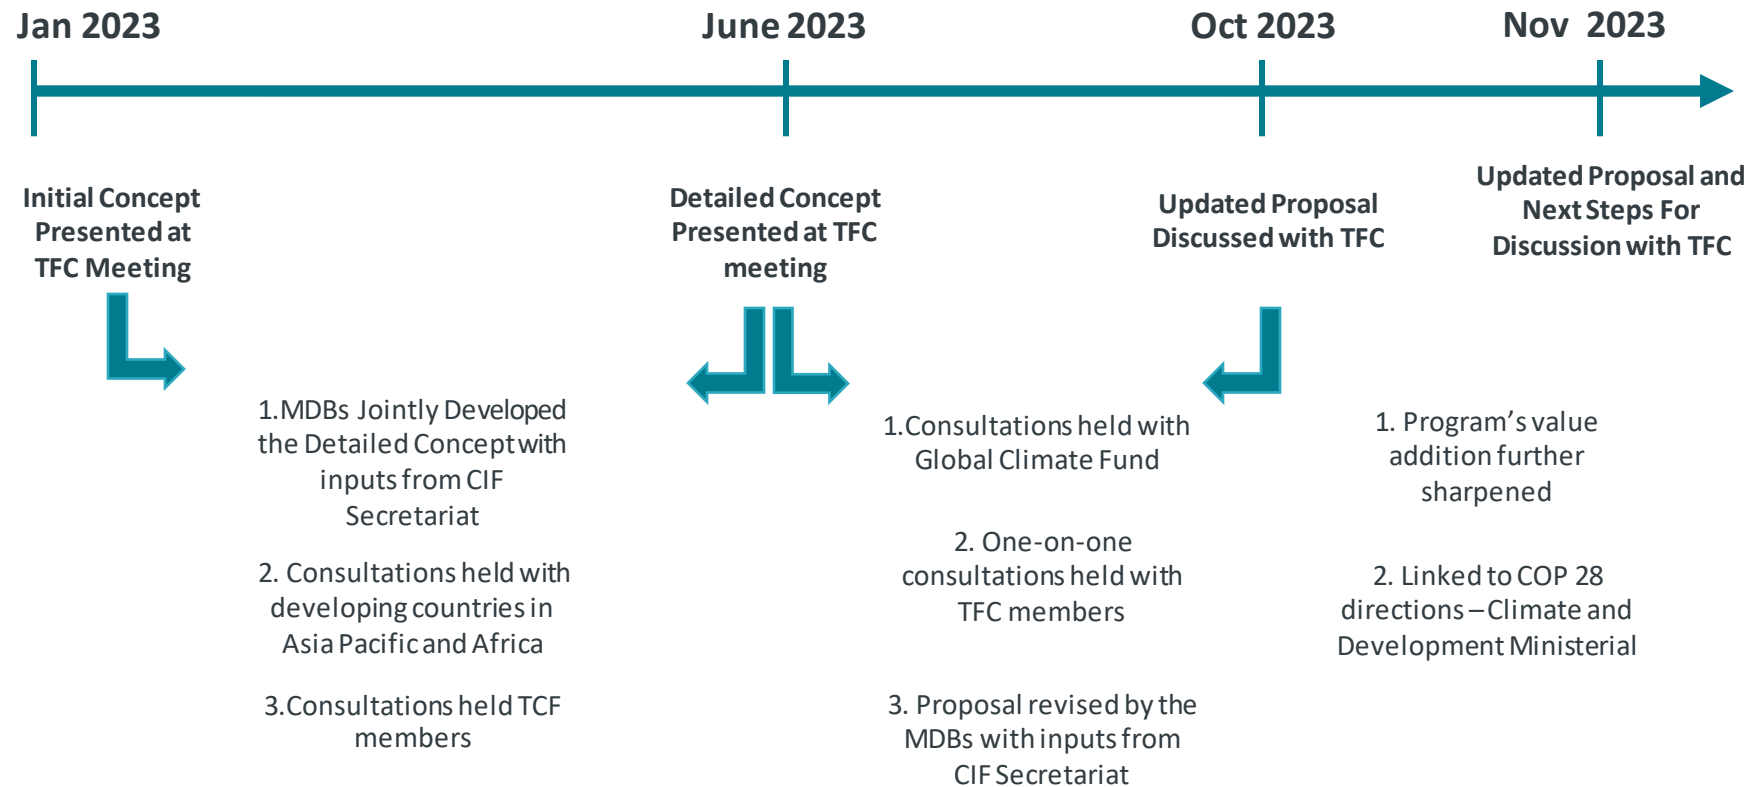 Jan 2023
June 2023
Oct 2023
Nov 2023
Initial Concept
Presented at
TFC Meeting
Detailed Concept
Presented at TFC
meeting
Updated Proposal
Discussed with TFC
Updated Proposal and
Next Steps For
Discussion with TFC
1.MDBs Jointly Developed
the Detailed Concept with
inputs from CIF
Secretariat
2. Consultations held with
developing countries in
Asia Pacific and Africa
3.Consultations held TCF
members
1.Consultations held with
Global Climate Fund
2. One-on-one
consultations held with
TFC members
3. Proposal revised by the
MDBs with inputs from
CIF Secretariat
1. Program’s value
addition further
sharpened
2. Linked to COP 28
directions – Climate and
Development Ministerial